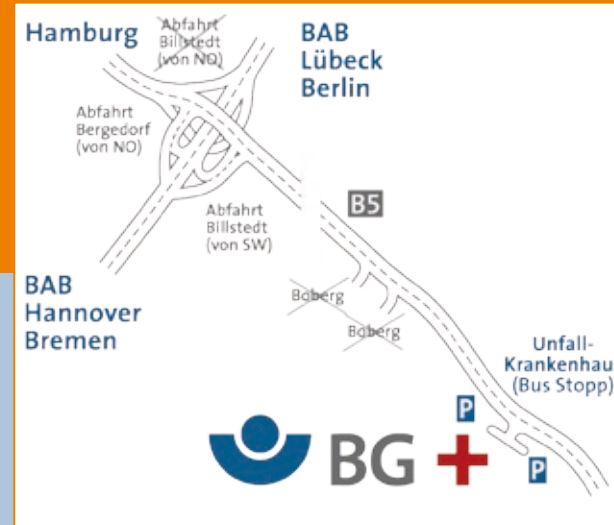 Hamburg
Abfahrt
Billstedt
(von NO)
BAB
Lübeck
Berlin
Abfahrt
Bergedorf
(von NO)
Abfahrt
Billstedt
(von SW)
B5
BAB
Hannover
Bremen
Boberg
Boberg
Unfall-
Krankenhau
(Bus Stopp)
P
P
BG